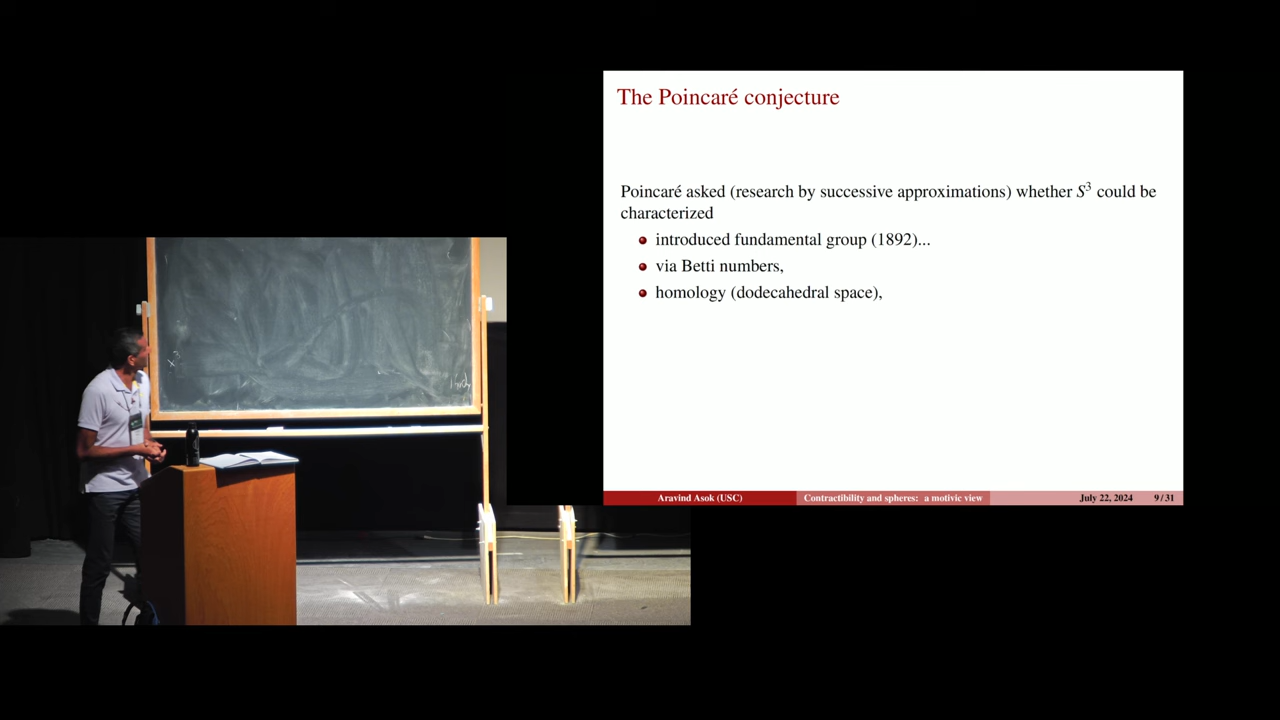 The Poincaré conjecture
Poincaré asked (research by successive approximations) whether S³ could be
characterized
introduced fundamental group (1892)...
via Betti numbers,
homology (dodecahedral space),
Aravind Asok (USC) Contractibility and spheres: a motivic view July 22, 2024 9 / 31